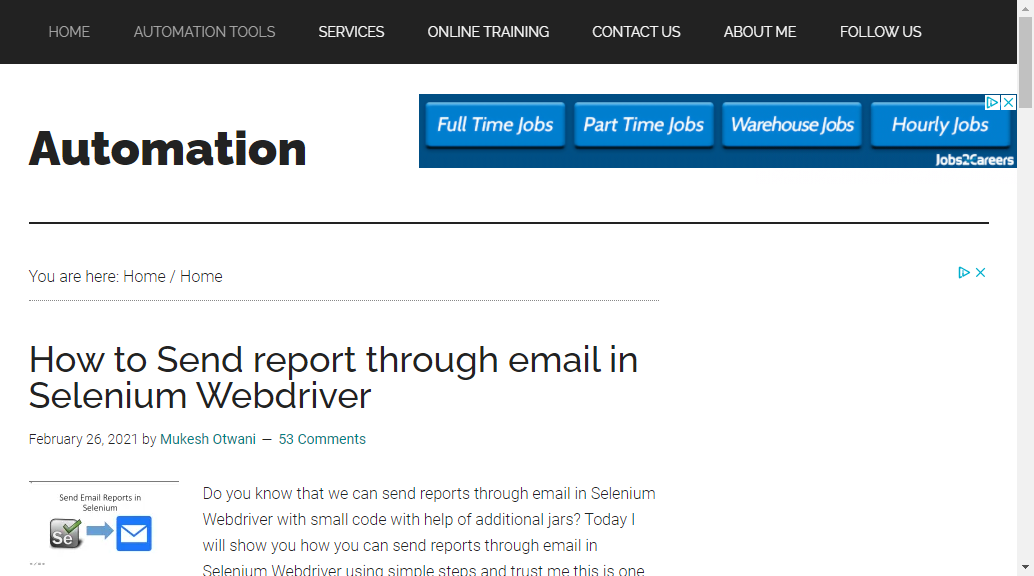 HOME AUTOMATION TOOLS SERVICES ONLINE TRAINING CONTACT US ABOUT ME FOLLOW US
Automation
Full Time Jobs Part Time Jobs Warehouse Jobs Hourly Jobs
Jobs2Careers
You are here: Home / Home
How to Send report through email in
Selenium Webdriver
February 26, 2021 by Mukesh Otwani — 53 Comments
Send Email Reports in
Selenium
Se
Do you know that we can send reports through email in Selenium
Webdriver with small code with help of additional jars? Today I
will show you how you can send reports through email in
Selenium Webdriver using simple steps and trust me this is one